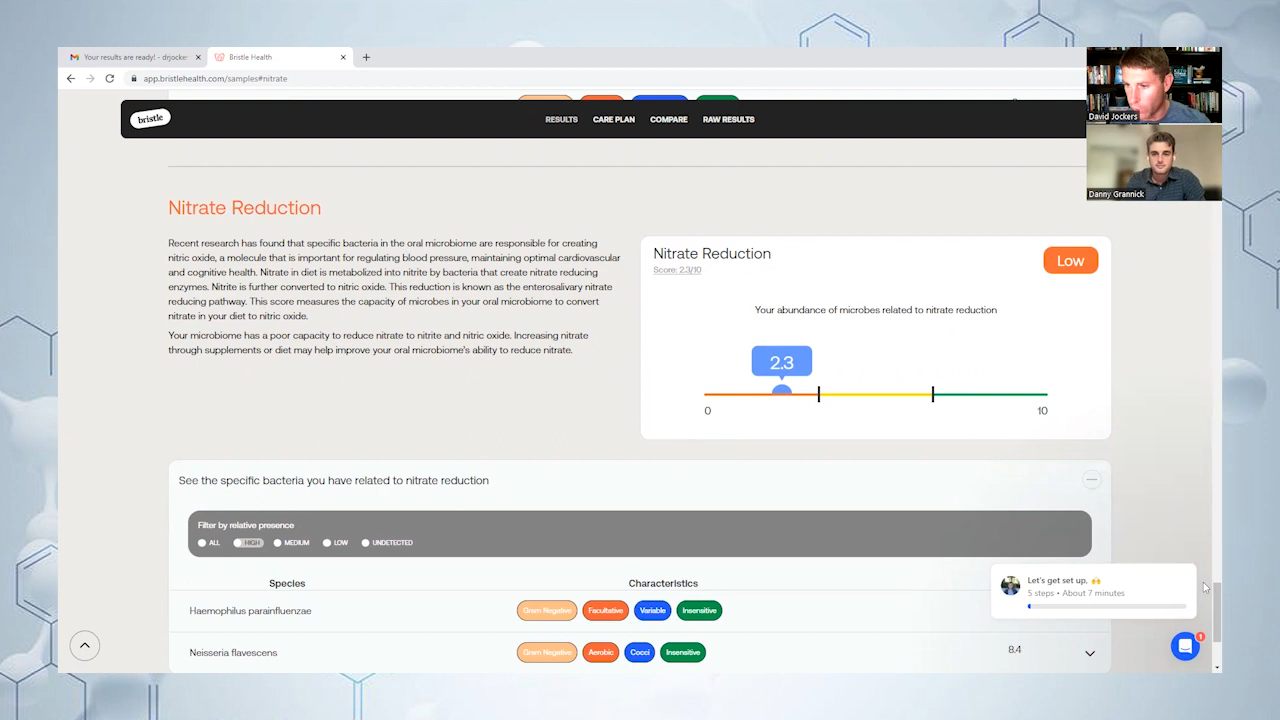 Your results are ready! - drjocker
Bristle Health
app.bristlehealth.com/samples#nitrate
bristle
RESULTS CARE PLAN COMPARE RAW RESULTS
David Jockers
Danny Grannick
Nitrate Reduction
Recent research has found that specific bacteria in the oral microbiome are responsible for creating
nitric oxide, a molecule that is important for regulating blood pressure, maintaining optimal cardiovascular
and cognitive health. Nitrate in diet is metabolized into nitrite by bacteria that create nitrate reducing
enzymes. Nitrite is further converted to nitric oxide. This reduction is known as the enterosalivary nitrate
reducing pathway. This score measures the capacity of microbes in your oral microbiome to convert
nitrate in your diet to nitric oxide.
Your microbiome has a poor capacity to reduce nitrate to nitrite and nitric oxide. Increasing nitrate
through supplements or diet may help improve your oral microbiome's ability to reduce nitrate.
Nitrate Reduction
Score: 2.3/10
Low
Your abundance of microbes related to nitrate reduction
2.3
0 10
See the specific bacteria you have related to nitrate reduction
Filter by relative presence
ALL HIGH MEDIUM LOW UNDETECTED
Species Characteristics
Haemophilus parainfluenzae Gram Negative Facultative Variable Insensitive
Neisseria flavescens Gram Negative Aerobic Cocci Insensitive 8.4
Let's get set up, 🙌
5 steps • About 7 minutes
1